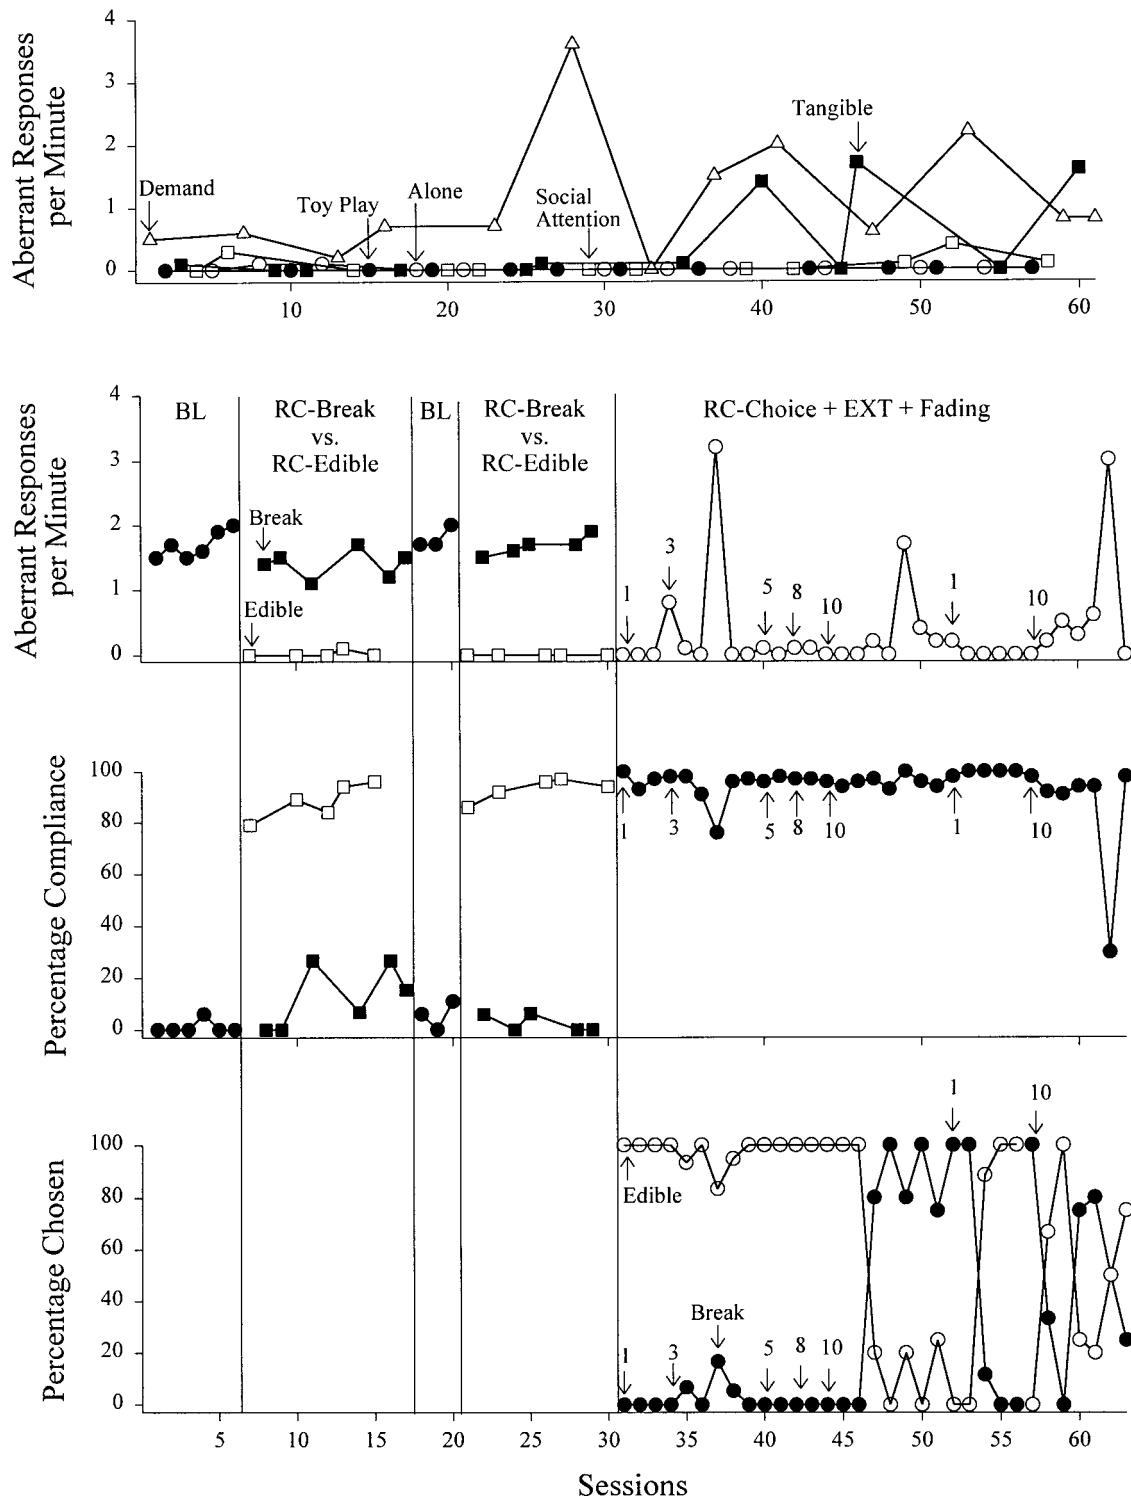 Aberrant Responses
per Minute
4
3
2
1
0
Demand
Toy Play
Alone
Social
Attention
Tangible
10
20
30
40
50
60
Aberrant Responses
per Minute
4
3
2
1
0
BL
RC-Break
vs.
RC-Edible
BL
RC-Break
vs.
RC-Edible
RC-Choice + EXT + Fading
Break
Edible
1
3
5
8
10
1
10
Percentage Compliance
100
80
60
40
20
0
1
3
5
8
10
1
10
Percentage Chosen
100
80
60
40
20
0
1
10
Edible
Break
1
3
5
8
10
5
10
15
20
25
30
35
40
45
50
55
60
Sessions